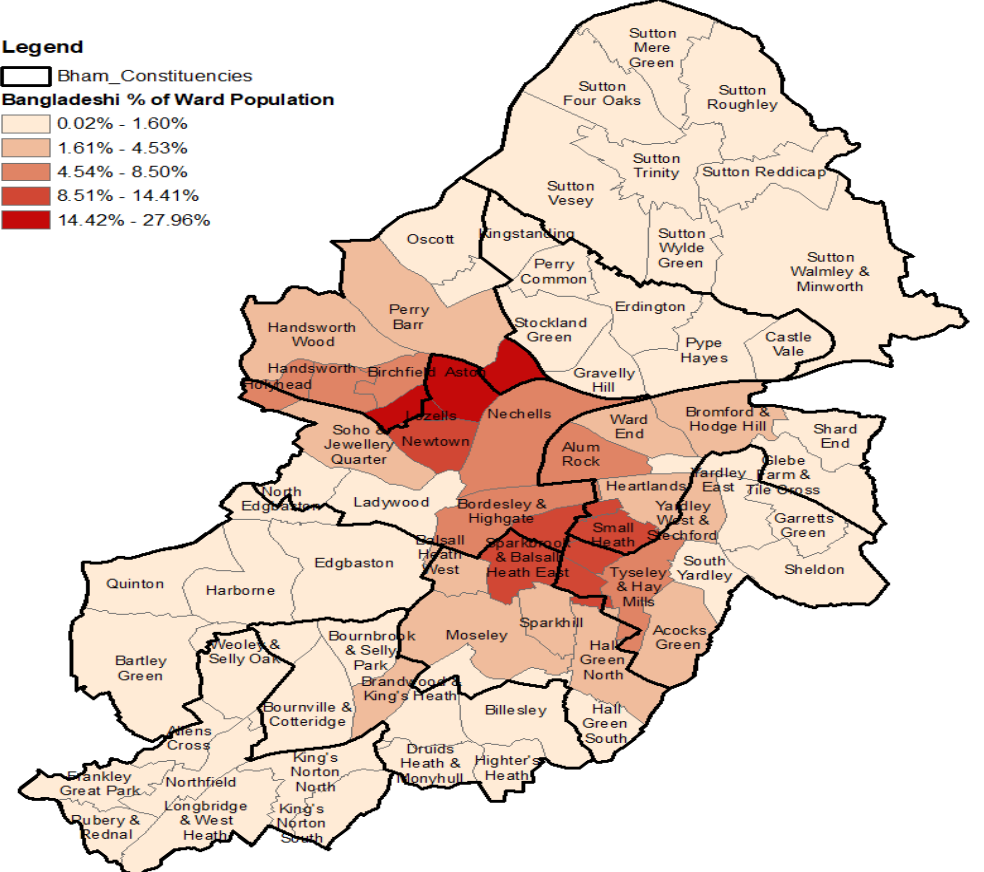 Legend
Bham_Constituencies
Bangladeshi % of Ward Population
0.02% - 1.60%
1.61% - 4.53%
4.54% - 8.50%
8.51% - 14.41%
14.42% - 27.96%
Sutton
Mere
Green
Sutton
Four Oaks
Sutton
Roughley
Sutton
Trinity
Sutton Reddicap
Sutton
Vesey
Sutton
Wylde
Green
Sutton
Walmley &
Minworth
Oscott
Kingstanding
Perry
Common
Erdington
Perry
Barr
Stockland
Green
Pype
Hayes
Castle
Vale
Handsworth
Wood
Handsworth
Birchfield
Aston
Holyhead
Gravelly
Hill
Lozells
Nechells
Newtown
Soho &
Jewellery
Quarter
Ward
End
Bromford &
Hodge Hill
Shard
End
Alum
Rock
Glebe
Farm &
Tile Cross
Yardley
East
Heartlands
North
Edgbaston
Ladywood
Bordesley &
Highgate
Yardley
West &
Stechford
Garretts
Green
Small
Heath
Balsall
Heath
West
Sparkbrook
& Balsall
Heath East
Edgbaston
South
Yardley
Sheldon
Quinton
Harborne
Tyseley
& Hay
Mills
Sparkhill
Moseley
Acocks
Green
Hall
Green
North
Weoley &
Selly Oak
Bournbrook
& Selly
Park
Bartley
Green
Brandwood &
King's Heath
Bournville &
Cotteridge
Billesley
Hall
Green
South
Allens
Cross
Druids
Heath &
Monyhull
Highter's
Heath
King's
Norton
North
Frankley
Great Park
Northfield
Longbridge
& West
Heath
King's
Norton
South
Rubery &
Rednal